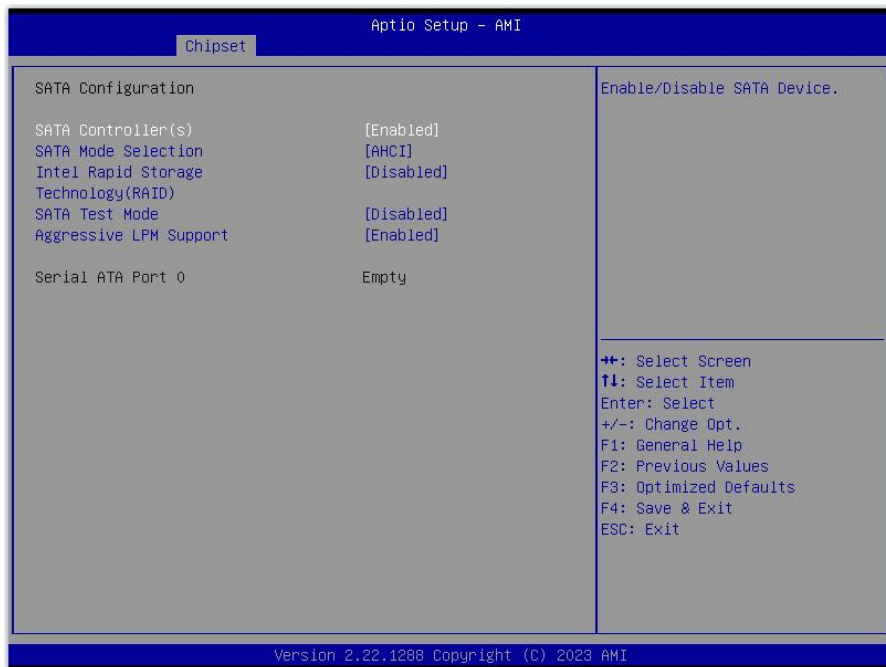 Aptio Setup – AMI
Chipset
SATA Configuration
SATA Controller(s) [Enabled]
SATA Mode Selection [AHCI]
Intel Rapid Storage [Disabled]
Technology(RAID)
SATA Test Mode [Disabled]
Aggressive LPM Support [Enabled]
Serial ATA Port 0 Empty
Enable/Disable SATA Device.
→←: Select Screen
↑↓: Select Item
Enter: Select
+/-: Change Opt.
F1: General Help
F2: Previous Values
F3: Optimized Defaults
F4: Save & Exit
ESC: Exit
Version 2.22.1288 Copyright (C) 2023 AMI